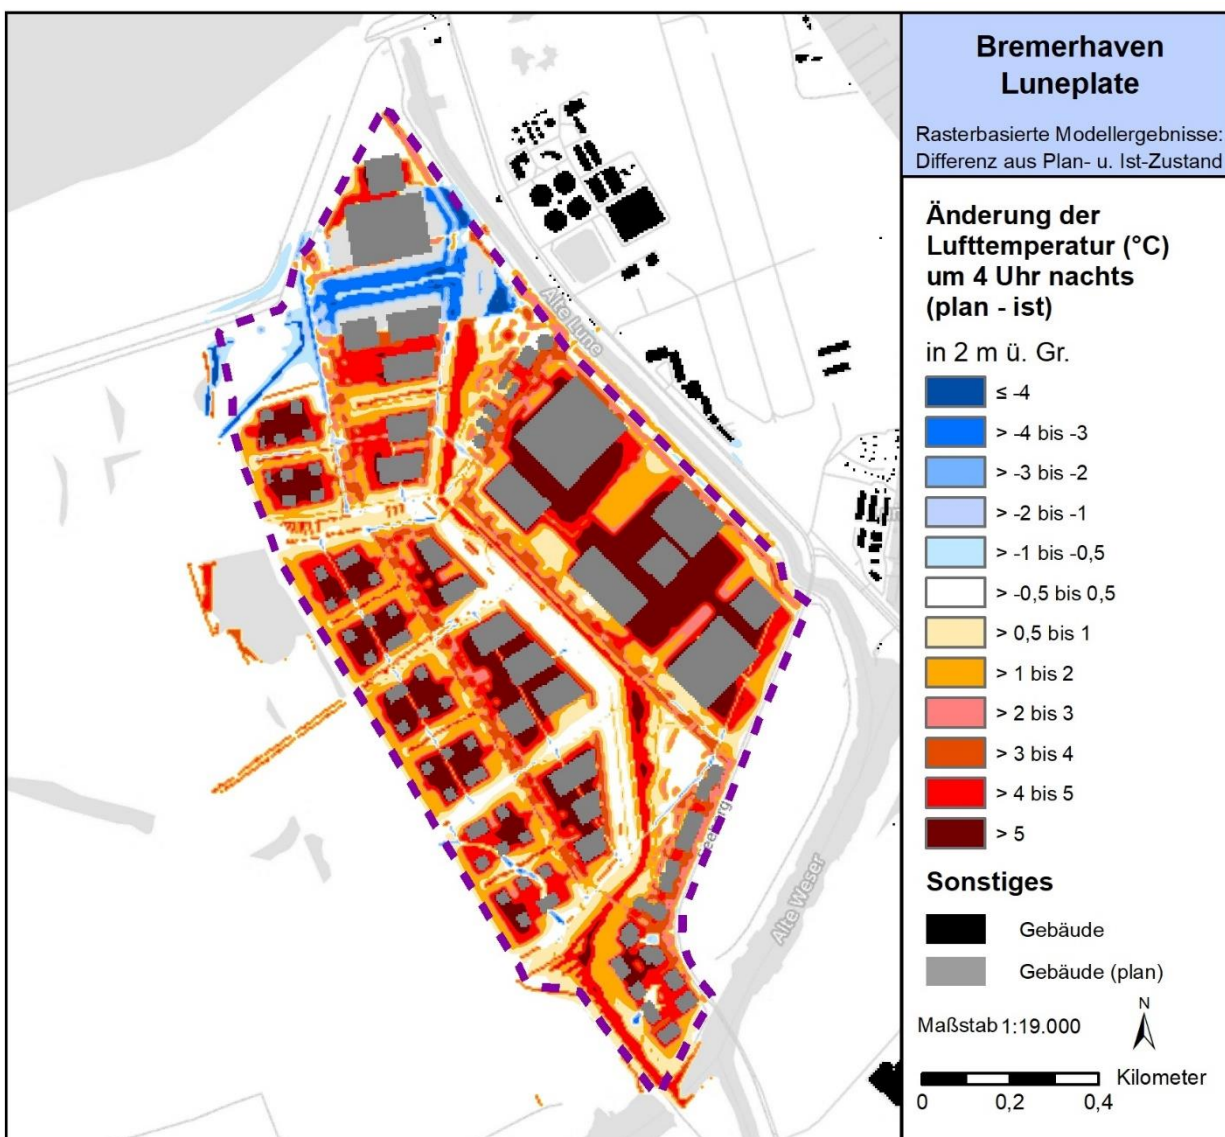 Bremerhaven
Luneplate
Rasterbasierte Modellergebnisse:
Differenz aus Plan- u. Ist-Zustand
Änderung der
Lufttemperatur (°C)
um 4 Uhr nachts
(plan - ist)
in 2 m ü. Gr.
≤ -4
> -4 bis -3
> -3 bis -2
> -2 bis -1
> -1 bis -0,5
> -0,5 bis 0,5
> 0,5 bis 1
> 1 bis 2
> 2 bis 3
> 3 bis 4
> 4 bis 5
> 5
Sonstiges
Gebäude
Gebäude (plan)
N
Maßstab 1:19.000
Kilometer
0 0,2 0,4
Alte Lune
Alte Weser